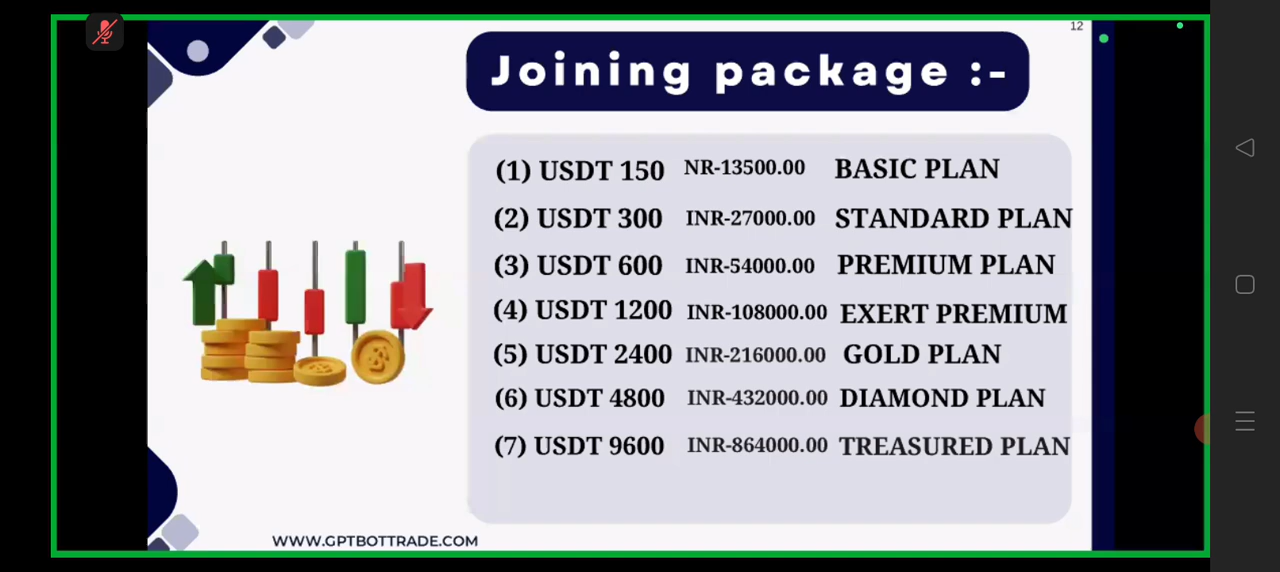 12
Joining package :-
(1) USDT 150 NR-13500.00 BASIC PLAN
(2) USDT 300 INR-27000.00 STANDARD PLAN
(3) USDT 600 INR-54000.00 PREMIUM PLAN
(4) USDT 1200 INR-108000.00 EXERT PREMIUM
(5) USDT 2400 INR-216000.00 GOLD PLAN
(6) USDT 4800 INR-432000.00 DIAMOND PLAN
(7) USDT 9600 INR-864000.00 TREASURED PLAN
WWW.GPTBOTTRADE.COM